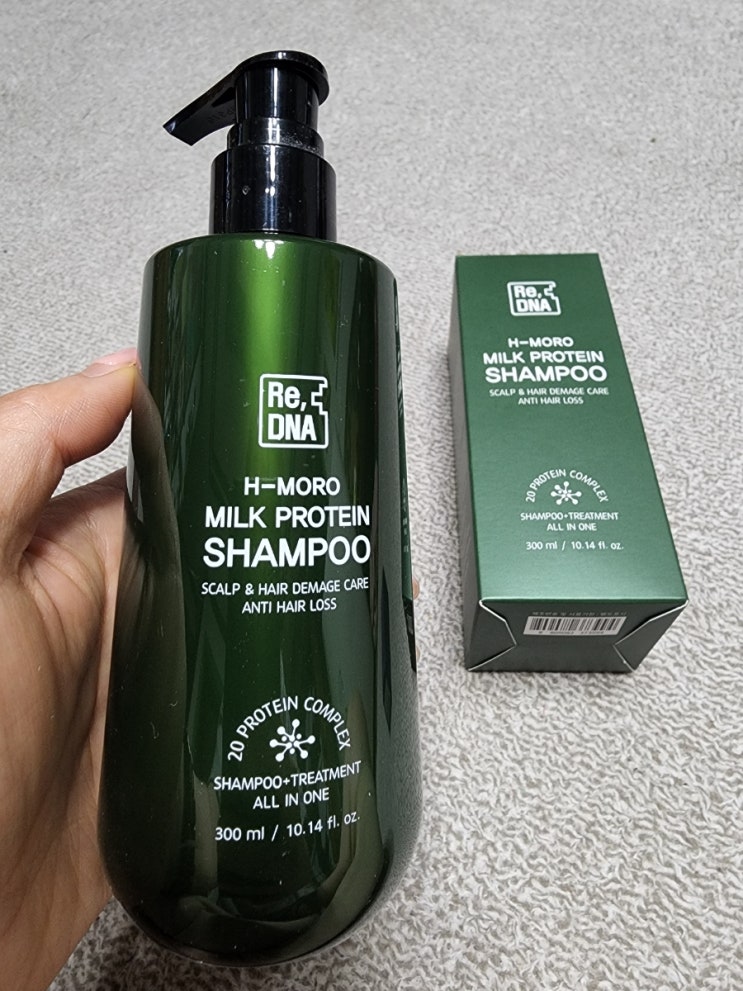 Re,
DNA
H-MORO
MILK PROTEIN
SHAMPOO
SCALP & HAIR DEMAGE CARE
ANTI HAIR LOSS
20 PROTEIN COMPLEX
SHAMPOO+TREATMENT
ALL IN ONE
300 ml / 10.14 fl. oz.
Re,
DNA
H-MORO
MILK PROTEIN
SHAMPOO
SCALP & HAIR DEMAGE CARE
ANTI HAIR LOSS
20 PROTEIN COMPLEX
SHAMPOO+TREATMENT
ALL IN ONE
300 ml / 10.14 fl. oz.